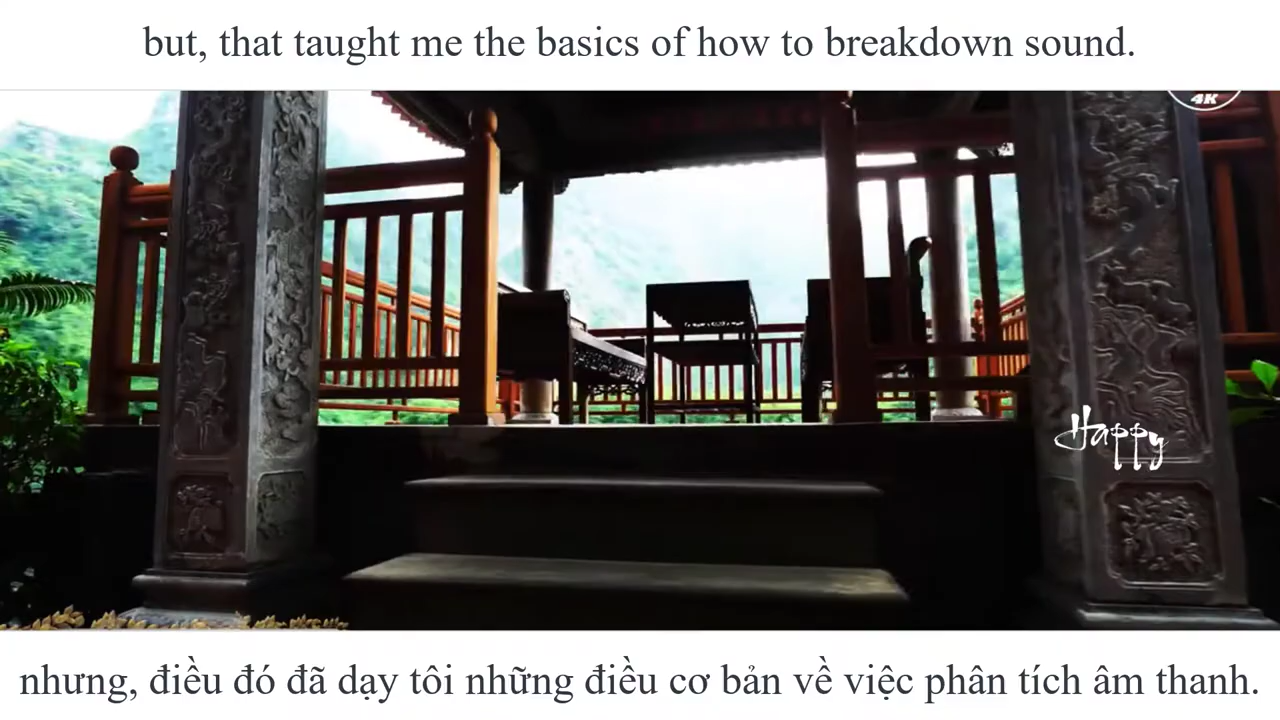 but, that taught me the basics of how to breakdown sound.
4K
Happy
nhưng, điều đó đã dạy tôi những điều cơ bản về việc phân tích âm thanh.